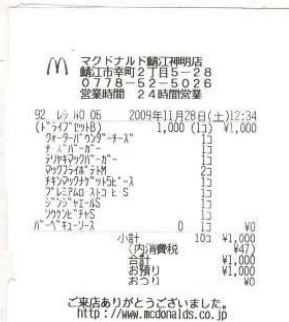 マクドナルド鯖江神明店
鯖江市幸町2丁目5-28
0778-52-5026
営業時間 24時間営業
92 レジ NO 06 2009年11月28日(土)12:34
(ドライブセットB) 1,000 (1コ) ¥1,000
クォーターパウンダーチーズ 1コ
チーズバーガー 1コ
テリヤキマックバーガー 1コ
マックフライポテトM 2コ
チキンマックナゲット5ピース 1コ
プレミアムロースト コーヒー S 1コ
ジンジャエールS 1コ
1コ
バーベキューソース 0 1コ ¥0
小計 10コ ¥1,000
(内消費税 ¥47)
合計 ¥1,000
お預り ¥1,000
おつり ¥0
ご来店ありがとうございました。
http://www.mcdonalds.co.jp